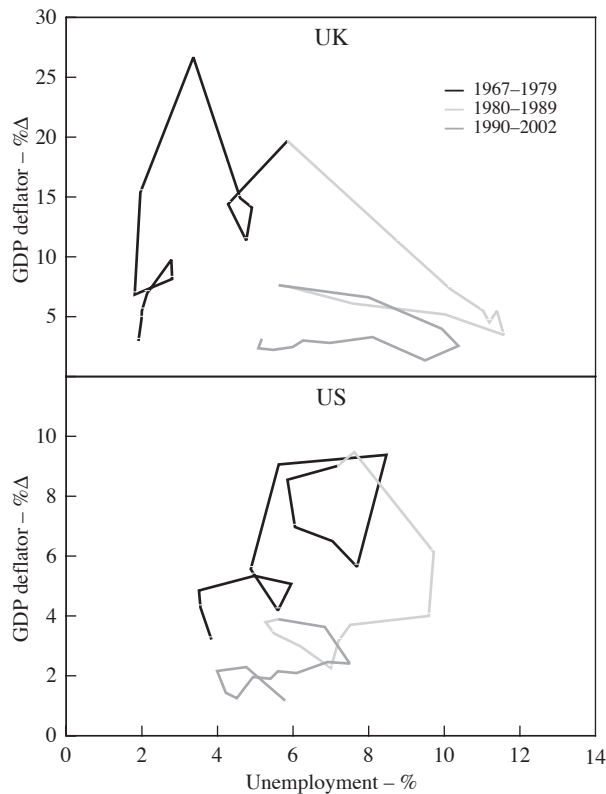 30
UK
1967–1979
25
1980–1989
1990–2002
20
GDP deflator – %Δ
15
10
5
US
10
8
GDP deflator – %Δ
6
4
2
0
0 2 4 6 8 10 12 14
Unemployment – %